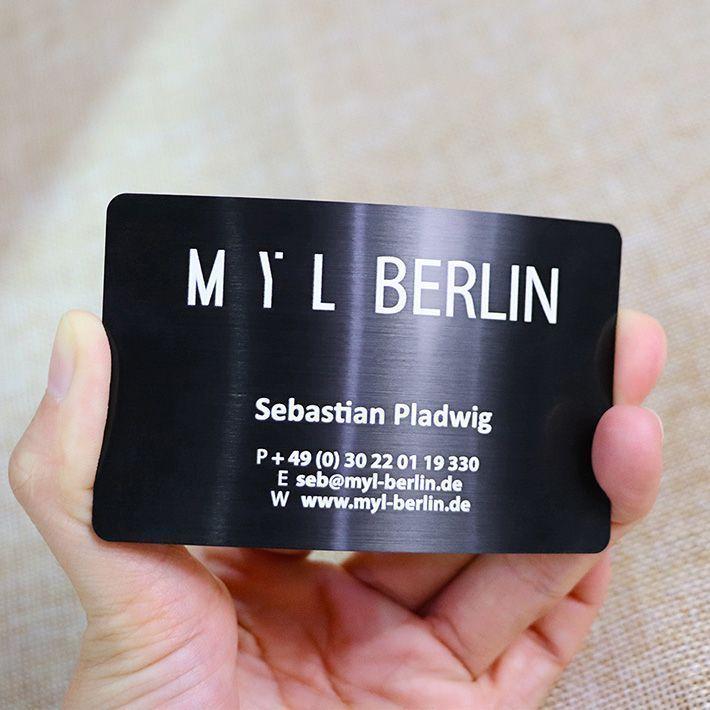 MYL BERLIN
Sebastian Pladwig
P + 49 (0) 30 22 01 19 330
E seb@myl-berlin.de
W www.myl-berlin.de